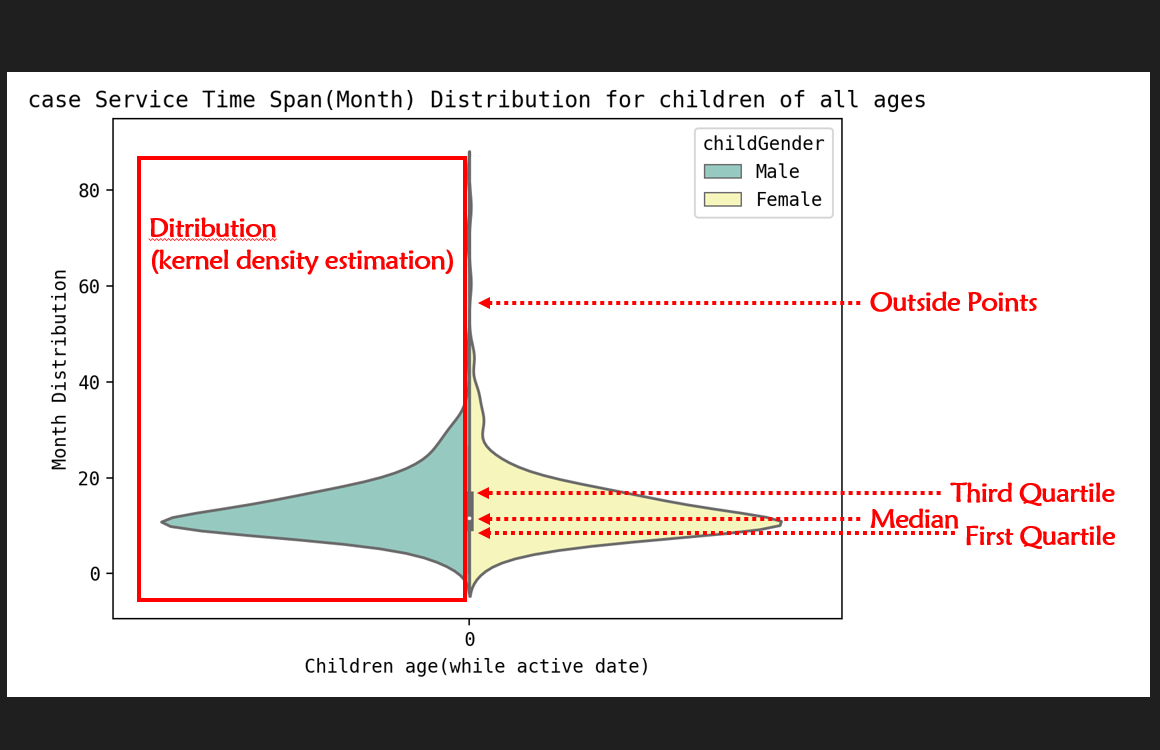 case Service Time Span(Month) Distribution for children of all ages
childGender
Male
Female
80
60
40
20
0
Month Distribution
Ditribution
(kernel density estimation)
Outside Points
Third Quartile
Median
First Quartile
0
Children age(while active date)